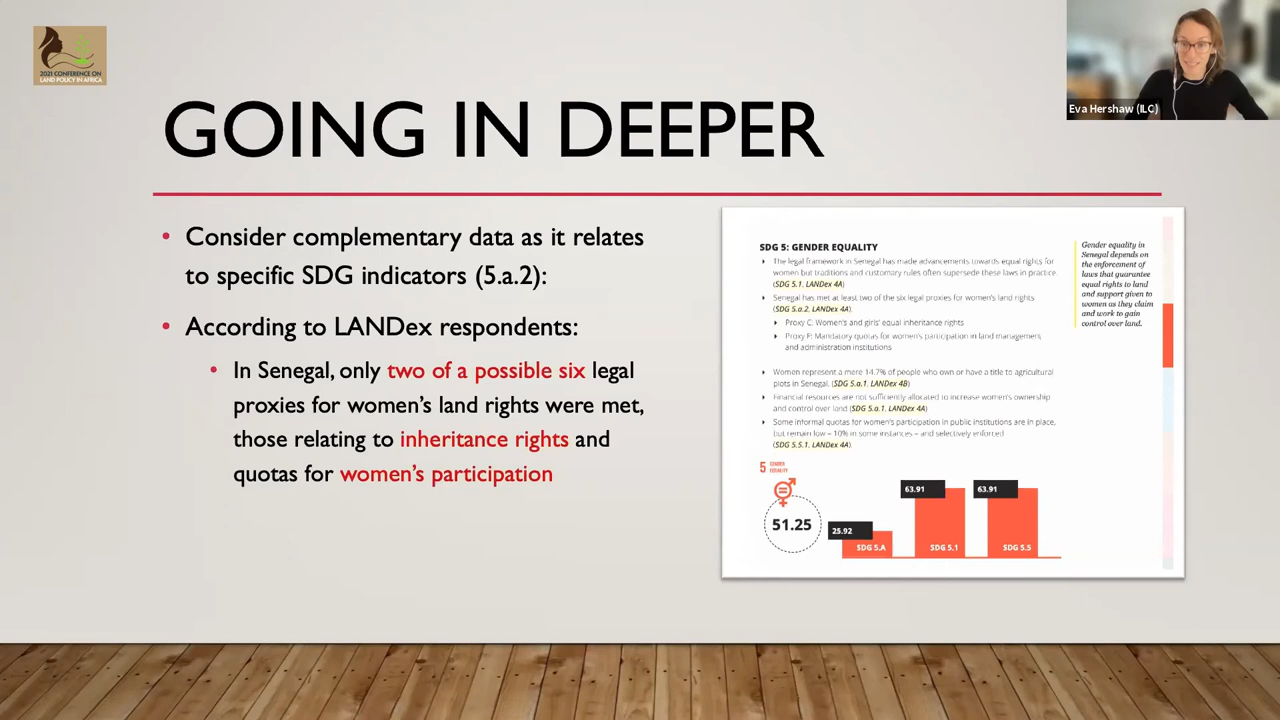 2021 CONFERENCE ON
LAND POLICY IN AFRICA
Eva Hershaw (ILC)
GOING IN DEEPER
• Consider complementary data as it relates
to specific SDG indicators (5.a.2):
• According to LANDex respondents:
• In Senegal, only two of a possible six legal
proxies for women’s land rights were met,
those relating to inheritance rights and
quotas for women’s participation
SDG 5: GENDER EQUALITY
The legal framework in Senegal has made advancements towards equal rights for
women but traditions and customary rules often supersede these laws in practice.
(SDG 5.1, LANDex 4A)
Senegal has met at least two of the six legal proxies for women's land rights
(SDG 5.a.2, LANDex 4A).
Proxy C: Women's and girls' equal inheritance rights
Proxy F: Mandatory quotas for women's participation in land management
and administration institutions
Women represent a mere 14.7% of people who own or have a title to agricultural
plots in Senegal. (SDG 5.a.1, LANDex 4B)
Financial resources are not sufficiently allocated to increase women's ownership
and control over land (SDG 5.a.1, LANDex 4A)
Some informal quotas for women's participation in public institutions are in place,
but remain low – 10% in some instances – and selectively enforced
(SDG 5.5.1, LANDex 4A).
Gender equality in
Senegal depends on
the enforcement of
laws that guarantee
equal rights to land
and support given to
women as they claim
and work to gain
control over land.
5 GENDER
EQUALITY
51.25
25.92
SDG 5.A
63.91
SDG 5.1
63.91
SDG 5.5